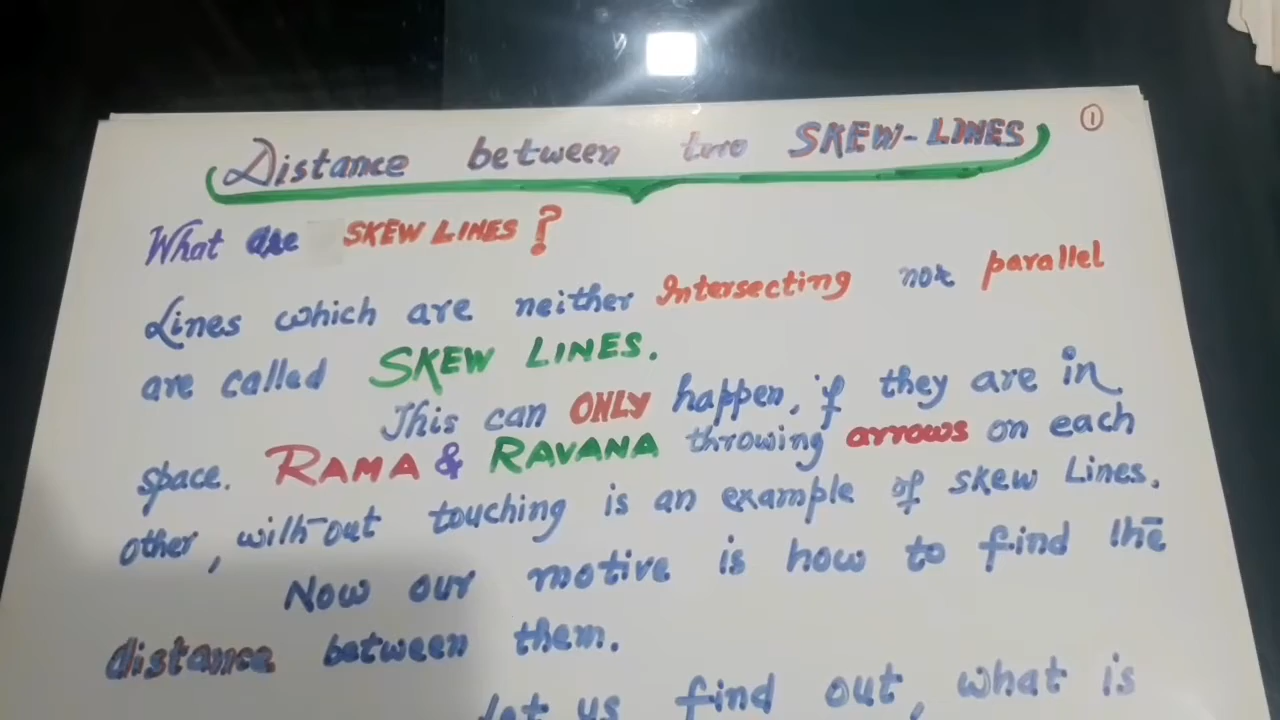 Distance between two SKEW-LINES
①
What are SKEW LINES?
Lines which are neither Intersecting nor parallel
are called SKEW LINES.
This can ONLY happen, if they are in
space. RAMA & RAVANA throwing arrows on each
other, with-out touching is an example of skew Lines.
Now our motive is how to find the
distance between them.
Let us find out, what is